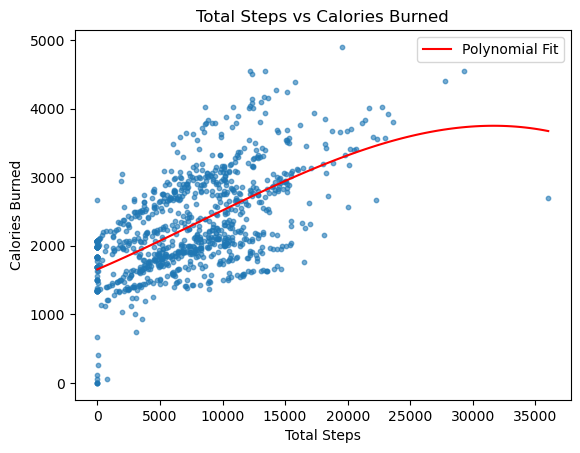 Total Steps vs Calories Burned
Polynomial Fit
Calories Burned
5000
4000
3000
2000
1000
0
0 5000 10000 15000 20000 25000 30000 35000
Total Steps